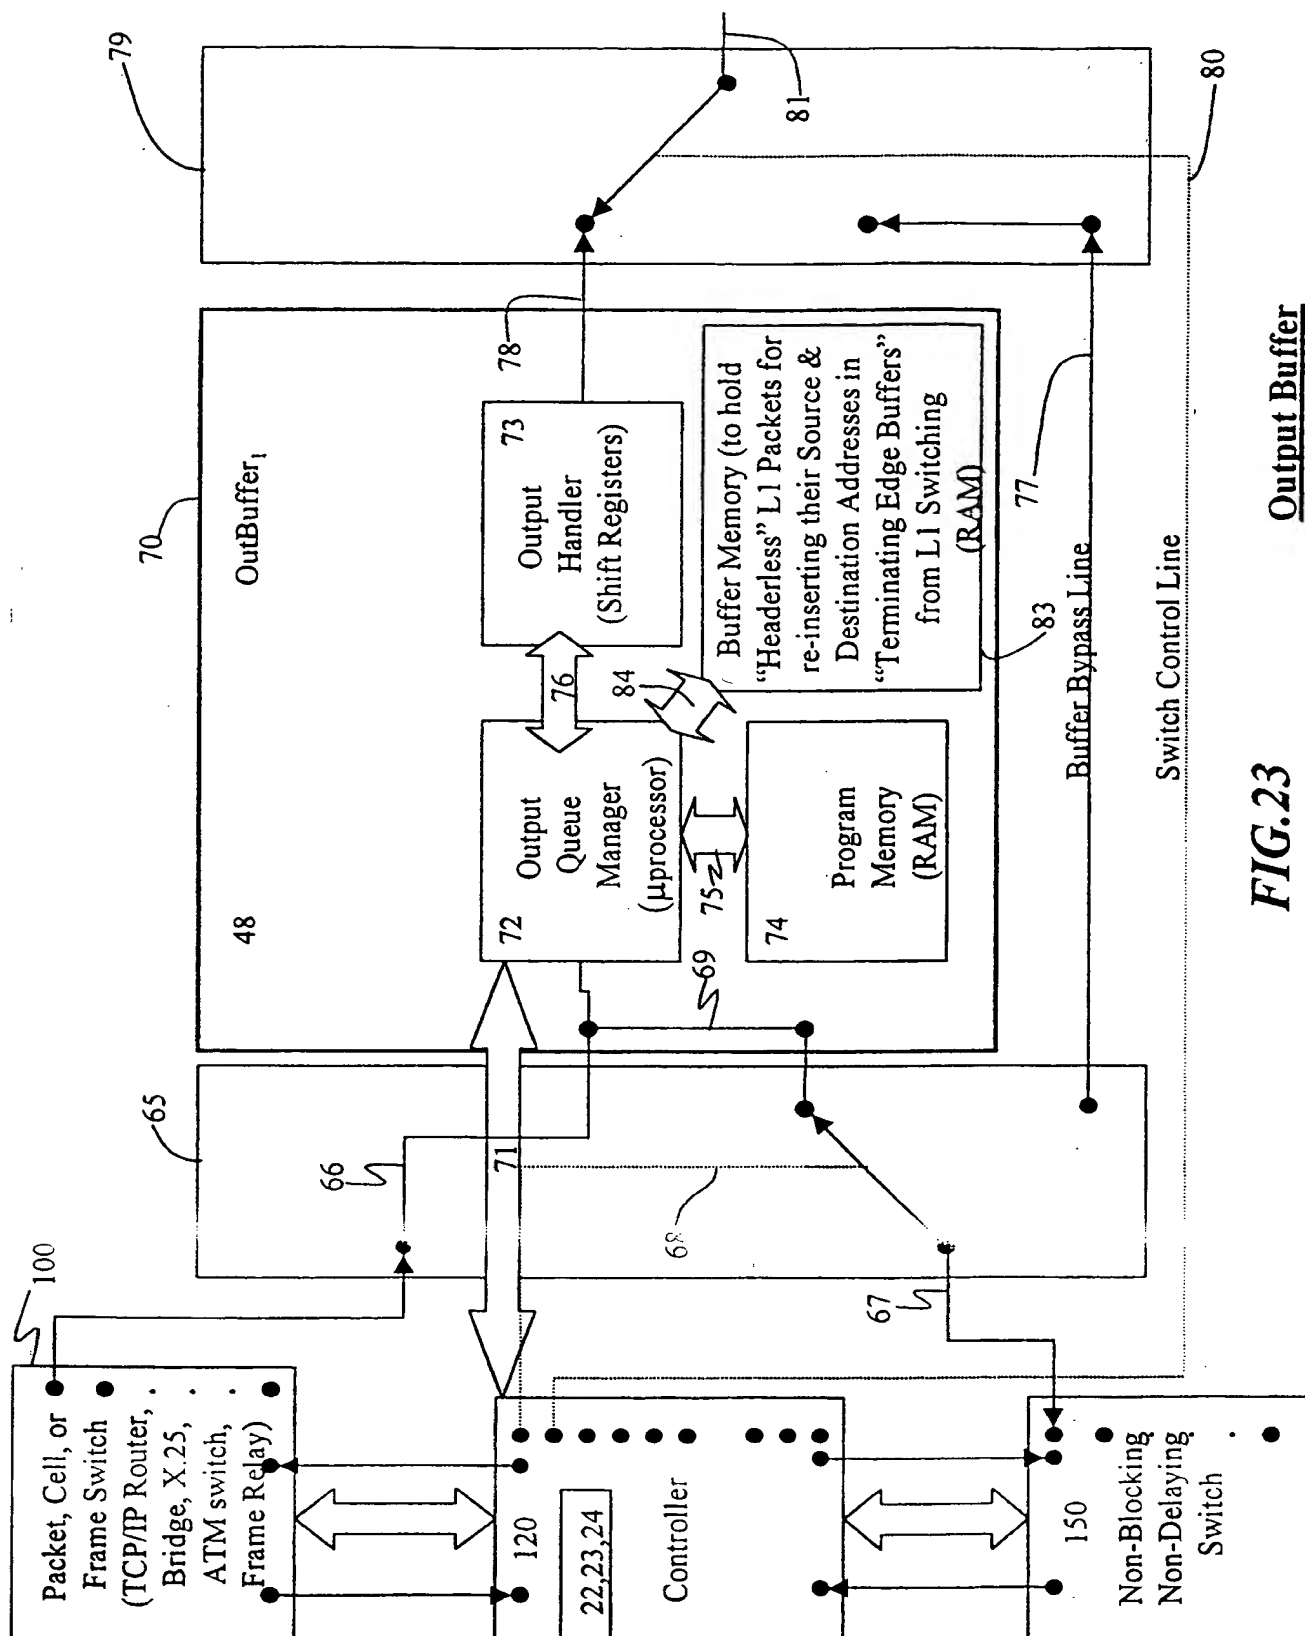 100
Packet, Cell, or
Frame Switch
(TCP/IP Router,
Bridge, X.25,
ATM switch,
Frame Relay)
120
22,23,24
Controller
150
Non-Blocking
Non-Delaying
Switch
65
66
71
68
67
70
48
OutBuffer1
72
Output
Queue
Manager
(μprocessor)
76
73
Output
Handler
(Shift Registers)
78
69
75
74
Program
Memory
(RAM)
84
Buffer Memory (to hold
“Headerless” L1 Packets for
re-inserting their Source &
Destination Addresses in
“Terminating Edge Buffers”
from L1 Switching
(RAM)
83
77
Buffer Bypass Line
Switch Control Line
79
81
80
Output Buffer
FIG.23